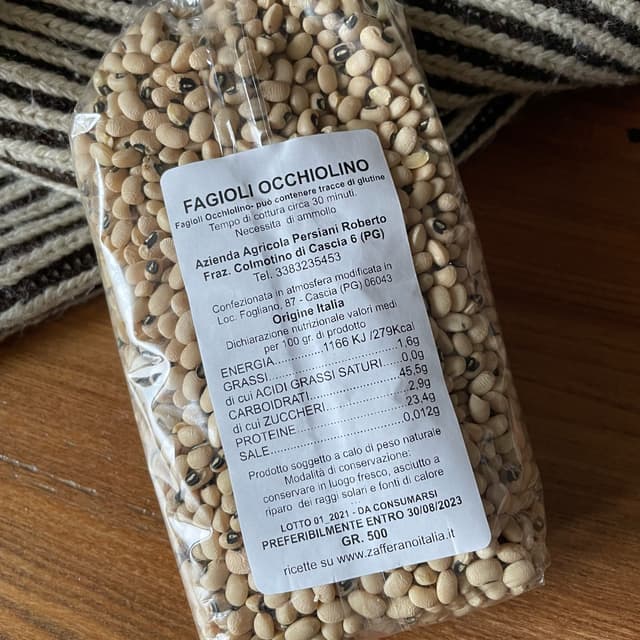 FAGIOLI OCCHIOLINO
Fagioli Occhiolino- può contenere tracce di glutine
Tempo di cottura circa 30 minuti.
Necessita di ammollo
Azienda Agricola Persiani Roberto
Fraz. Colmotino di Cascia 6 (PG)
Tel. 3383235453
Confezionata in atmosfera modificata in
Loc. Fogliano, 87 - Cascia (PG) 06043
Origine Italia
Dichiarazione nutrizionale valori medi
per 100 gr. di prodotto
ENERGIA..............1166 KJ /279Kcal
GRASSI................................1,6g
di cui ACIDI GRASSI SATURI....0,0g
CARBOIDRATI.....................45,5g
di cui ZUCCHERI..................2,9g
PROTEINE..........................23,4g
SALE................................0,012g
Prodotto soggetto a calo di peso naturale
Modalità di conservazione:
conservare in luogo fresco, asciutto a
riparo dei raggi solari e fonti di calore
LOTTO 01_2021 - DA CONSUMARSI
PREFERIBILMENTE ENTRO 30/08/2023
GR. 500
ricette su www.zafferanoitalia.it